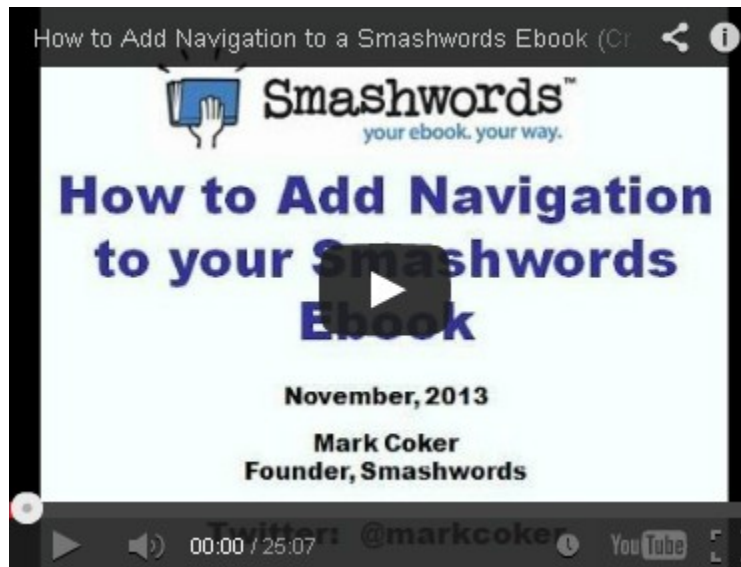 How to Add Navigation to a Smashwords Ebook (Cr
Smashwords™
your ebook. your way.
How to Add Navigation
to your Smashwords
Ebook
November, 2013
Mark Coker
Founder, Smashwords
Twitter: @markcoker
00:00 / 25:07
YouTube